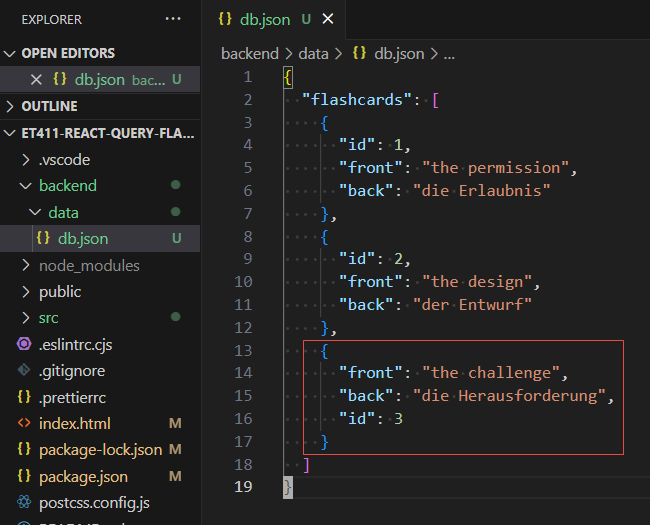 EXPLORER ···
OPEN EDITORS
db.json bac... U
OUTLINE
ET411-REACT-QUERY-FLA...
.vscode
backend
data
{} db.json U
node_modules
public
src
.eslintrc.cjs
.gitignore
{} .prettierrc
<> index.html M
{} package-lock.json M
{} package.json M
postcss.config.js
{} db.json U
backend > data > {} db.json > ...
1 {
2 "flashcards": [
3 {
4 "id": 1,
5 "front": "the permission",
6 "back": "die Erlaubnis"
7 },
8 {
9 "id": 2,
10 "front": "the design",
11 "back": "der Entwurf"
12 },
13 {
14 "front": "the challenge",
15 "back": "die Herausforderung",
16 "id": 3
17 }
18 ]
19 }